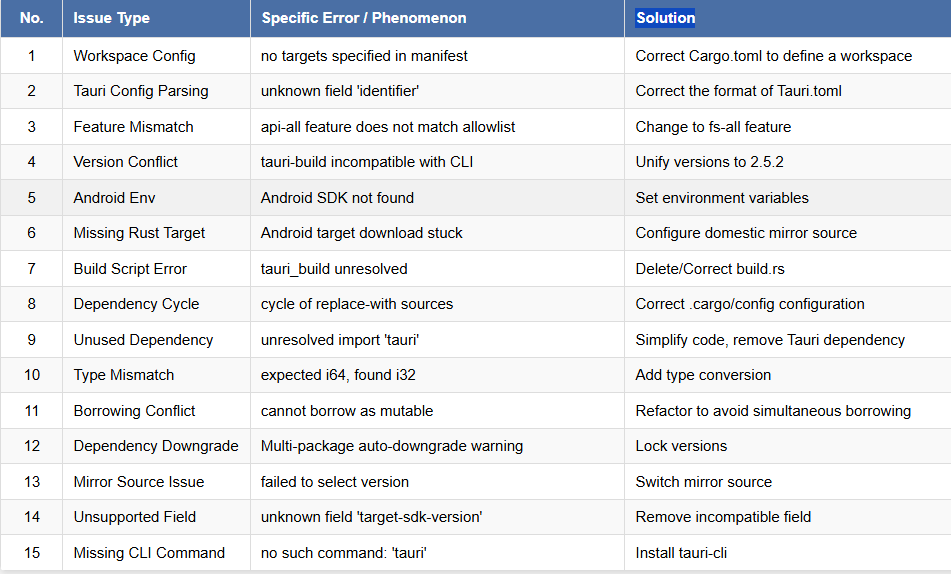 No. Issue Type Specific Error / Phenomenon Solution
1 Workspace Config no targets specified in manifest Correct Cargo.toml to define a workspace
2 Tauri Config Parsing unknown field 'identifier' Correct the format of Tauri.toml
3 Feature Mismatch api-all feature does not match allowlist Change to fs-all feature
4 Version Conflict tauri-build incompatible with CLI Unify versions to 2.5.2
5 Android Env Android SDK not found Set environment variables
6 Missing Rust Target Android target download stuck Configure domestic mirror source
7 Build Script Error tauri_build unresolved Delete/Correct build.rs
8 Dependency Cycle cycle of replace-with sources Correct .cargo/config configuration
9 Unused Dependency unresolved import 'tauri' Simplify code, remove Tauri dependency
10 Type Mismatch expected i64, found i32 Add type conversion
11 Borrowing Conflict cannot borrow as mutable Refactor to avoid simultaneous borrowing
12 Dependency Downgrade Multi-package auto-downgrade warning Lock versions
13 Mirror Source Issue failed to select version Switch mirror source
14 Unsupported Field unknown field 'target-sdk-version' Remove incompatible field
15 Missing CLI Command no such command: 'tauri' Install tauri-cli